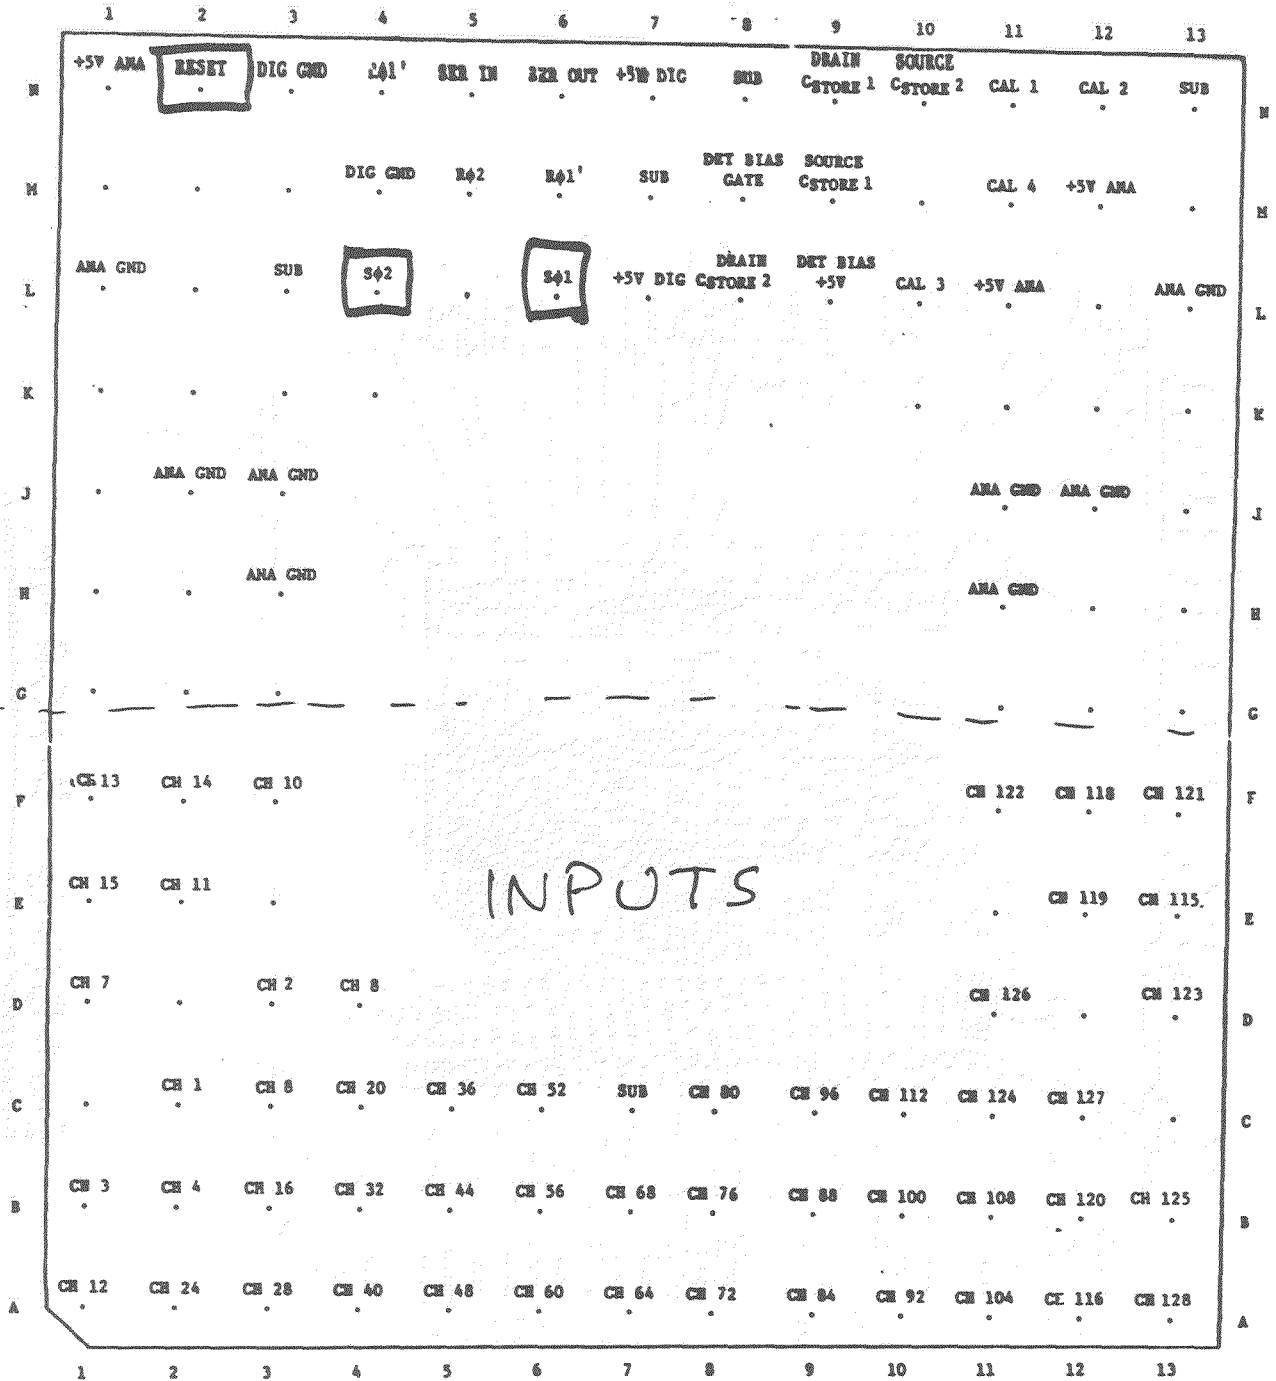 1 2 3 4 5 6 7 8 9 10 11 12 13
N +5V ANA RESET DIG GND SER IN +5V DIG SUB DRAIN CSTORE 1 SOURCE CSTORE 2 CAL 1 CAL 2 SUB N
M DIG GND Rϕ2 Rϕ1' SUB DET BIAS GATE SOURCE CSTORE 1 CAL 4 +5V ANA M
L ANA GND SUB Sϕ2 Sϕ1 +5V DIG DRAIN CSTORE 2 DET BIAS +5V CAL 3 +5V ANA ANA GND L
K K
J ANA GND ANA GND ANA GND ANA GND J
H ANA GND ANA GND H
G G
F CH 13 CH 14 CH 10 CH 122 CH 118 CH 121 F
INPUTS
E CH 15 CH 11 CH 119 CH 115 E
D CH 7 CH 2 CH 8 CH 126 CH 123 D
C CH 1 CH 8 CH 20 CH 36 CH 52 SUB CH 80 CH 96 CH 112 CH 124 CH 127 C
B CH 3 CH 4 CH 16 CH 32 CH 44 CH 56 CH 68 CH 76 CH 88 CH 100 CH 108 CH 120 CH 125 B
A CH 12 CH 24 CH 28 CH 40 CH 48 CH 60 CH 64 CH 72 CH 84 CH 92 CH 104 CH 116 CH 128 A
1 2 3 4 5 6 7 8 9 10 11 12 13